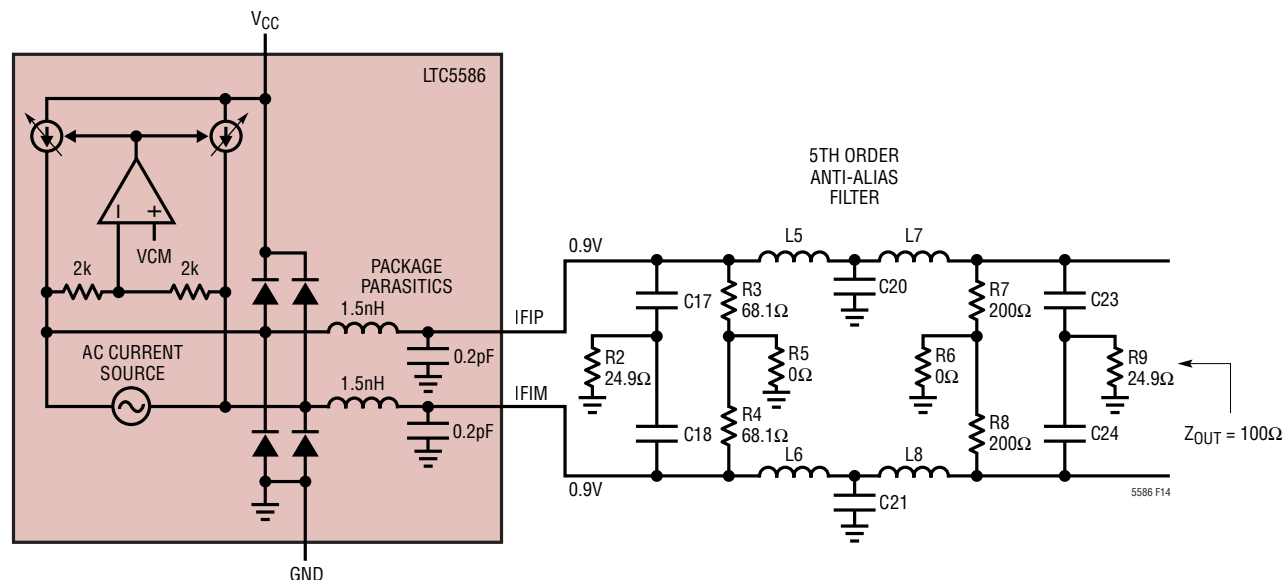 VCC
LTC5586
VCM
2k
2k
PACKAGE
PARASITICS
1.5nH
IFIP
0.2pF
AC CURRENT
SOURCE
1.5nH
IFIM
0.2pF
GND
5TH ORDER
ANTI-ALIAS
FILTER
0.9V
L5
L7
C17
R3
68.1Ω
C20
R7
200Ω
C23
R2
24.9Ω
R5
0Ω
R6
0Ω
R9
24.9Ω
C18
R4
68.1Ω
R8
200Ω
C24
ZOUT = 100Ω
L6
L8
0.9V
C21
5586 F14